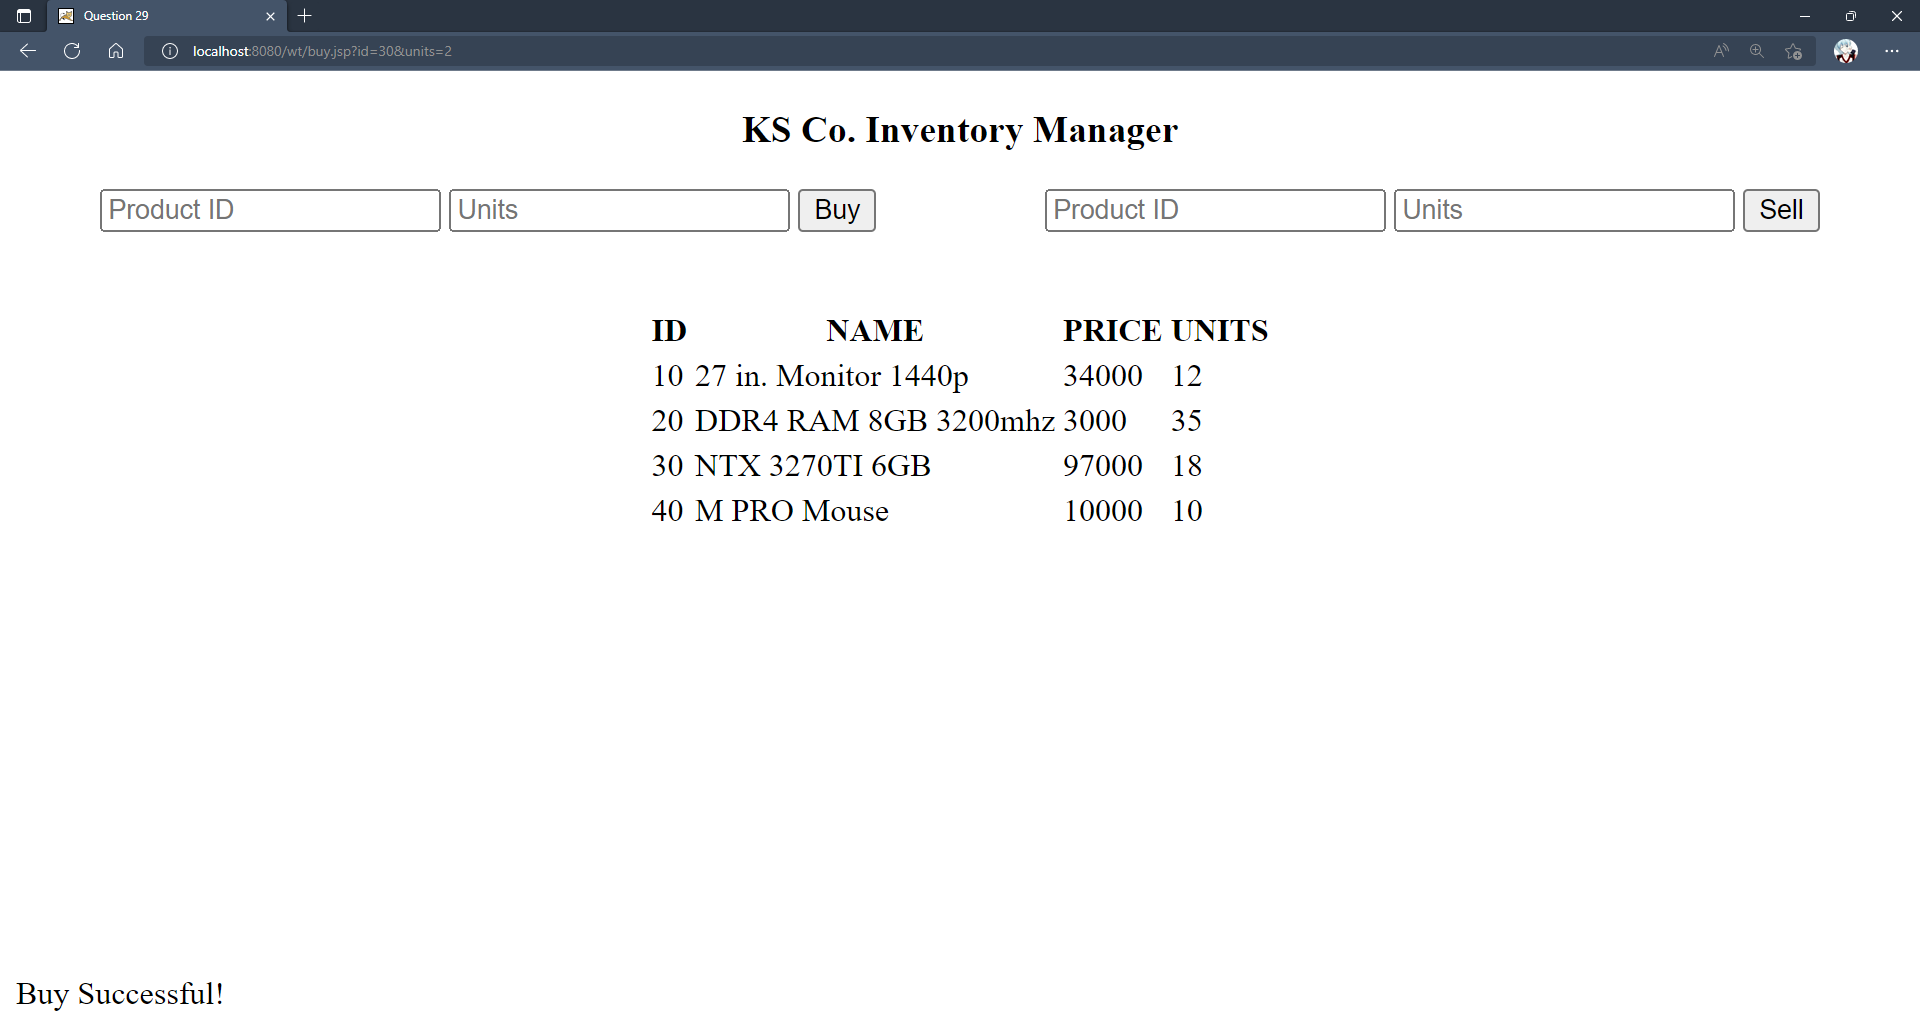 Question 29
localhost:8080/wt/buy.jsp?id=30&units=2
KS Co. Inventory Manager
Product ID Units Buy Product ID Units Sell
ID NAME PRICE UNITS
10 27 in. Monitor 1440p 34000 12
20 DDR4 RAM 8GB 3200mhz 3000 35
30 NTX 3270TI 6GB 97000 18
40 M PRO Mouse 10000 10
Buy Successful!